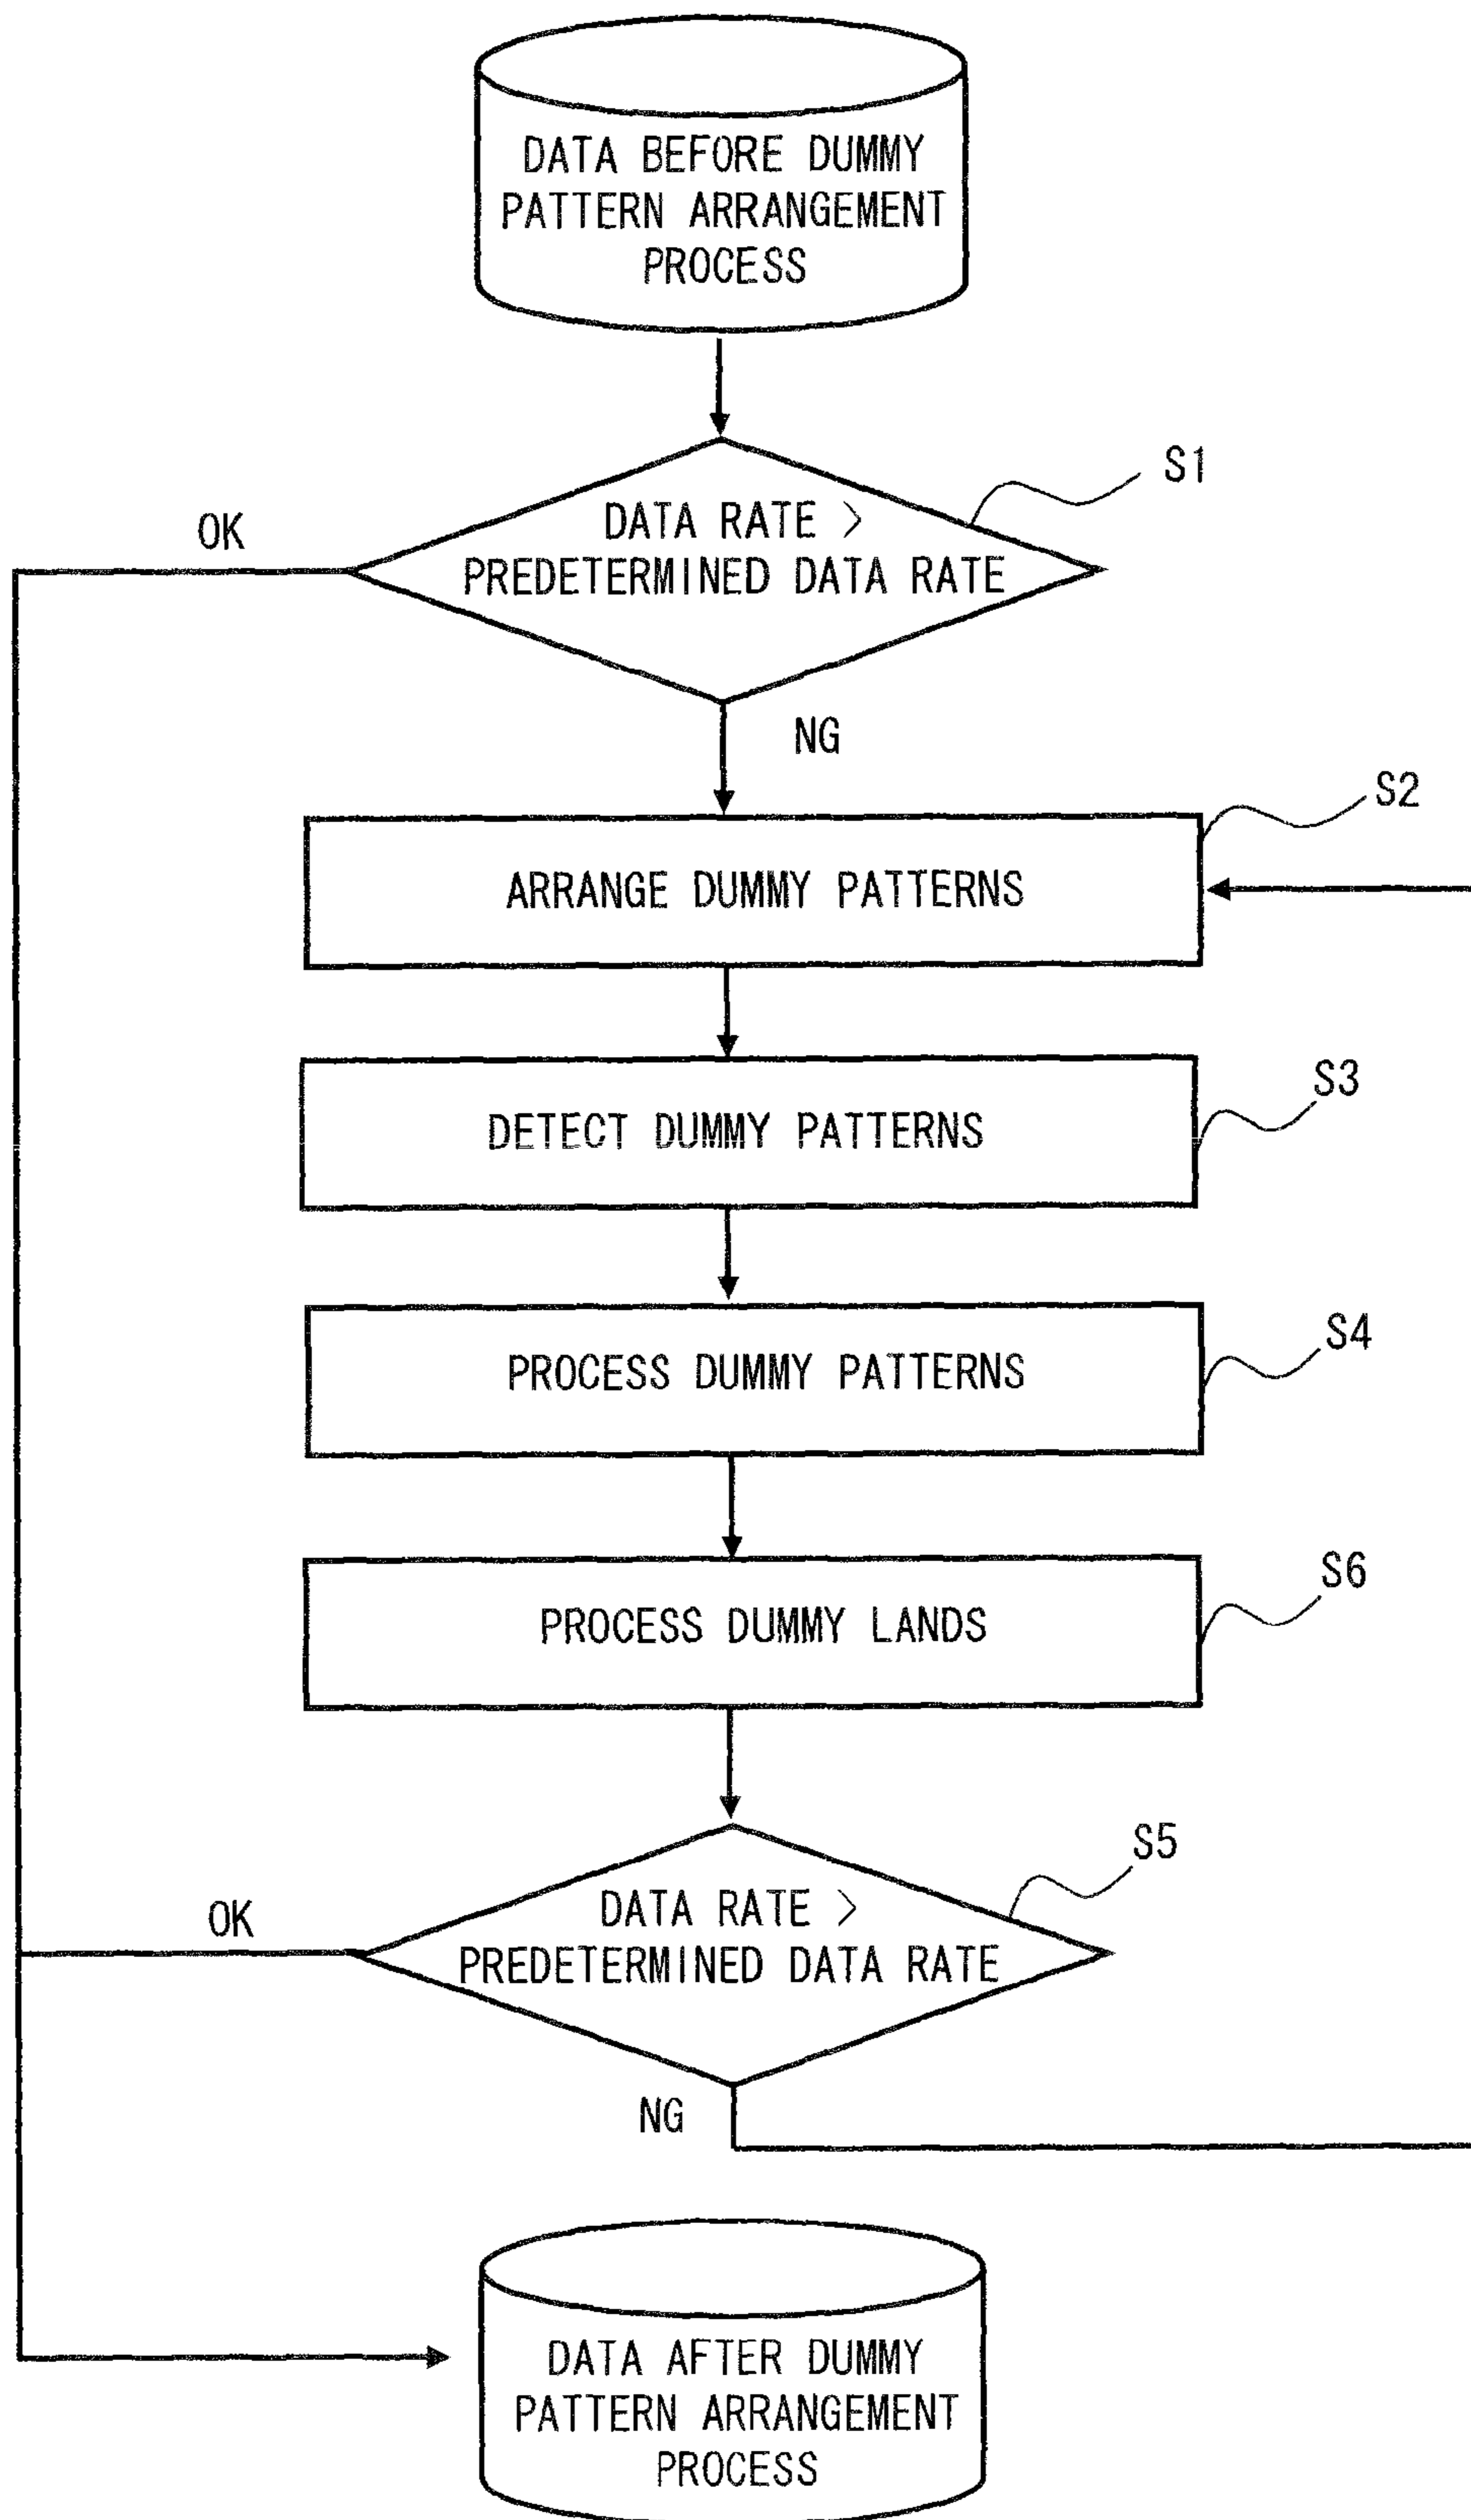 DATA BEFORE DUMMY
PATTERN ARRANGEMENT
PROCESS
S1
OK
DATA RATE >
PREDETERMINED DATA RATE
NG
S2
ARRANGE DUMMY PATTERNS
S3
DETECT DUMMY PATTERNS
S4
PROCESS DUMMY PATTERNS
S6
PROCESS DUMMY LANDS
S5
OK
DATA RATE >
PREDETERMINED DATA RATE
NG
DATA AFTER DUMMY
PATTERN ARRANGEMENT
PROCESS